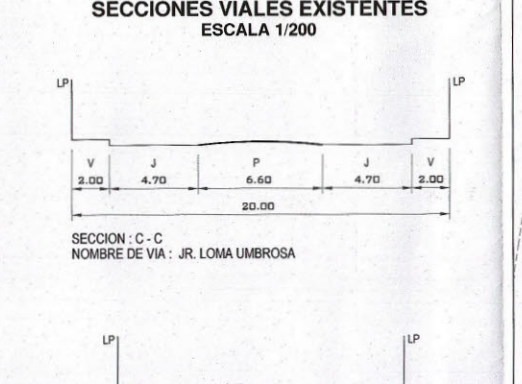 SECCIONES VIALES EXISTENTES
ESCALA 1/200
LP LP
V J P J V
2.00 4.70 6.60 4.70 2.00
20.00
SECCION : C - C
NOMBRE DE VIA : JR. LOMA UMBROSA
LP LP